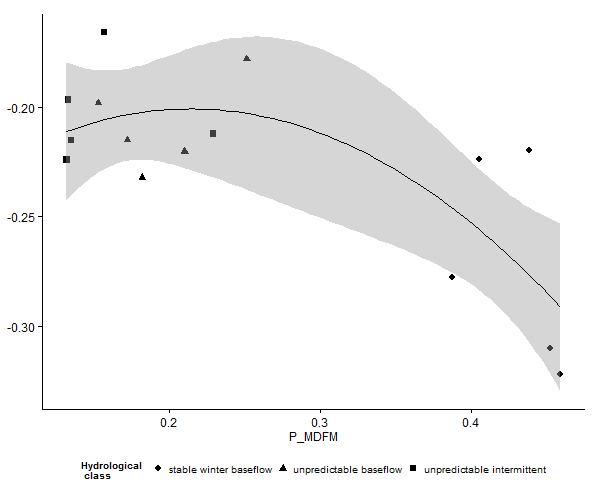 -0.20
-0.25
-0.30
0.2 0.3 0.4
P_MDFM
Hydrological class stable winter baseflow unpredictable baseflow unpredictable intermittent